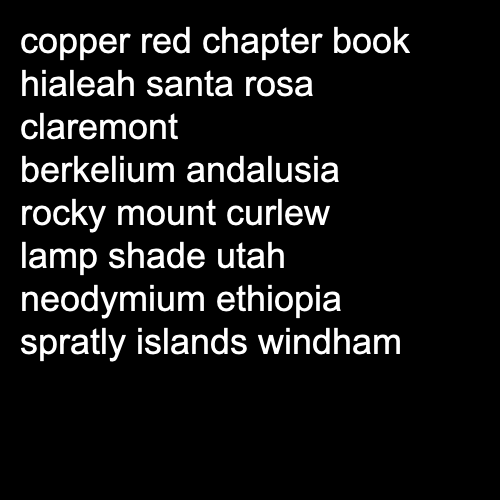 copper red chapter book
hialeah santa rosa
claremont
berkelium andalusia
rocky mount curlew
lamp shade utah
neodymium ethiopia
spratly islands windham